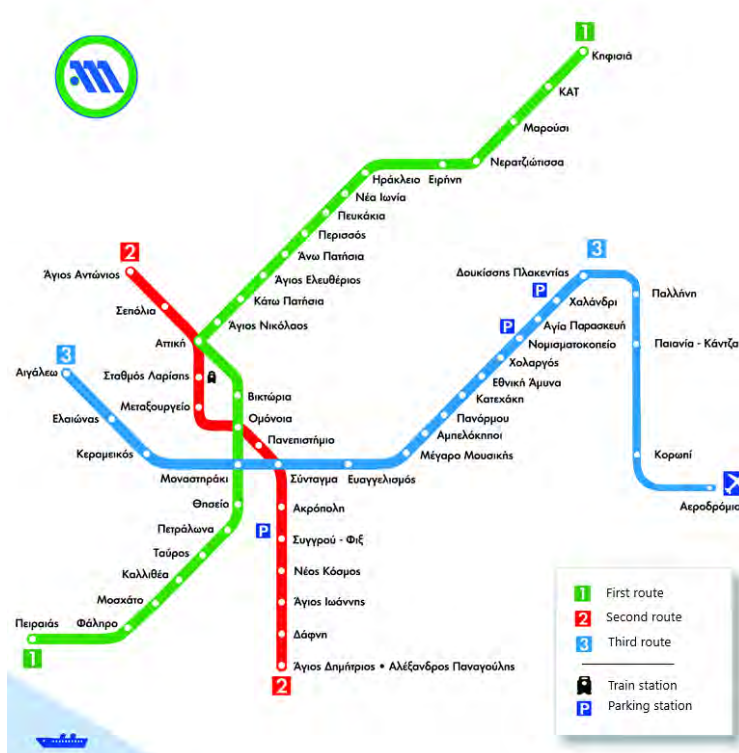 1
Κηφισιά
ΚΑΤ
Μαρούσι
Νερατζιώτισσα
Ειρήνη
Ηράκλειο
Νέα Ιωνία
Πευκάκια
Περισσός
Άνω Πατήσια
Άγιος Ελευθέριος
Κάτω Πατήσια
Άγιος Νικόλαος
2
Άγιος Αντώνιος
Σεπόλια
Αττική
Σταθμός Λαρίσης
Μεταξουργείο
Βικτώρια
Ομόνοια
Πανεπιστήμιο
3
Αιγάλεω
Ελαιώνας
Κεραμεικός
Μοναστηράκι
Σύνταγμα
Ευαγγελισμός
Μέγαρο Μουσικής
Αμπελόκηποι
Πανόρμου
Κατεχάκη
Εθνική Άμυνα
Χολαργός
Νομισματοκοπείο
P
Αγία Παρασκευή
Χαλάνδρι
P
Δουκίσσης Πλακεντίας
3
Παλλήνη
Παιανία - Κάντζα
Κορωπί
Αεροδρόμιο
Θησείο
Πετράλωνα
Ταύρος
Καλλιθέα
Μοσχάτο
Φάληρο
Πειραιάς
1
Ακρόπολη
P
Συγγρού - Φιξ
Νέος Κόσμος
Άγιος Ιωάννης
Δάφνη
Άγιος Δημήτριος • Αλέξανδρος Παναγούλης
2
1 First route
2 Second route
3 Third route
Train station
P Parking station